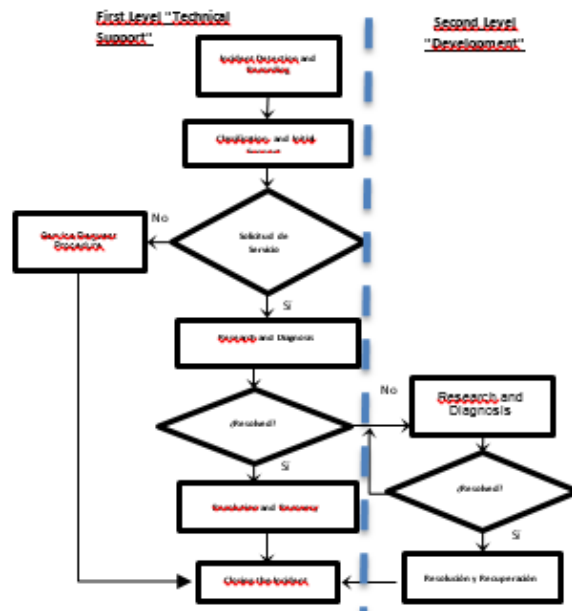 First Level "Technical
Support"
Second Level
"Development"
Incident Detection and
Recording
Clasification and Initial
Support
No
Service Request
Procedure
Solicitud de
Servicio
Sí
Research and Diagnosis
No
Research and
Diagnosis
¿Resolved?
Sí
¿Resolved?
Sí
Resolution and Recovery
Closing the Incident
Resolución y Recuperación